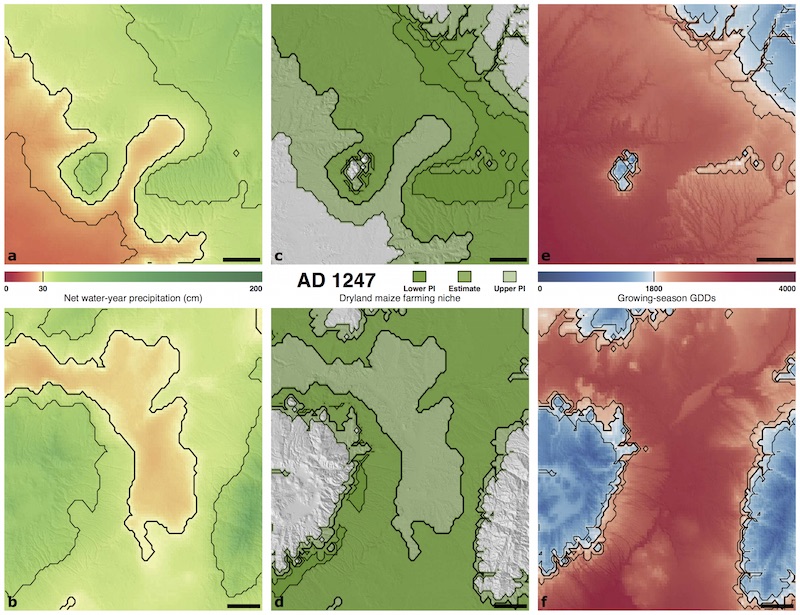 a
c
e
0 30 200
Net water-year precipitation (cm)
AD 1247
Lower PI Estimate Upper PI
Dryland maize farming niche
0 1800 4000
Growing-season GDDs
b
d
f